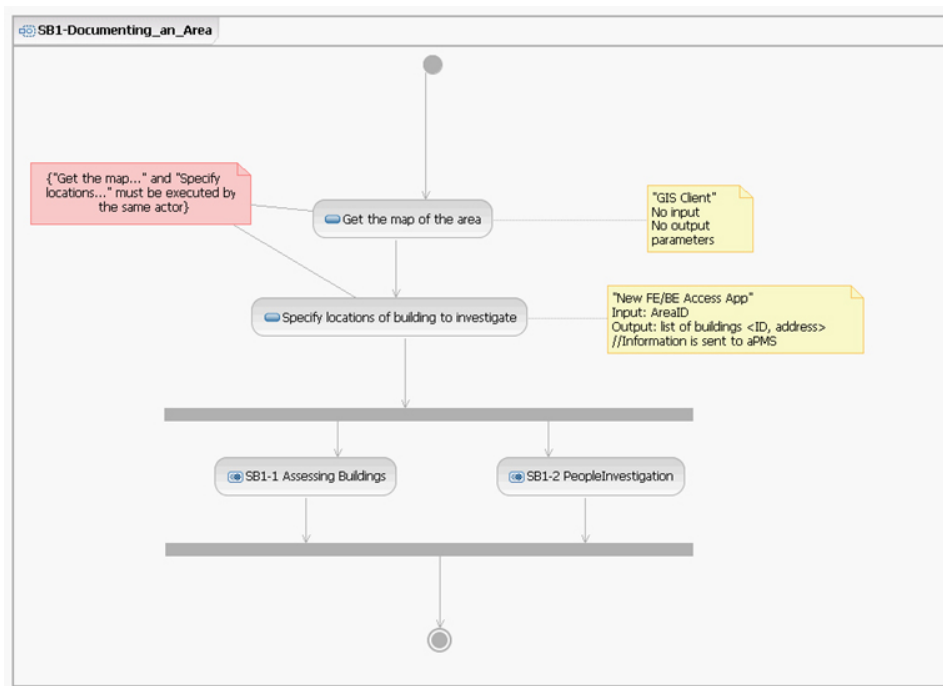 SB1-Documenting_an_Area
{"Get the map..." and "Specify
locations..." must be executed by
the same actor}
Get the map of the area
"GIS Client"
No input
No output
parameters
Specify locations of building to investigate
"New FE/BE Access App"
Input: AreaID
Output: list of buildings <ID, address>
//Information is sent to aPMS
SB1-1 Assessing Buildings
SB1-2 PeopleInvestigation